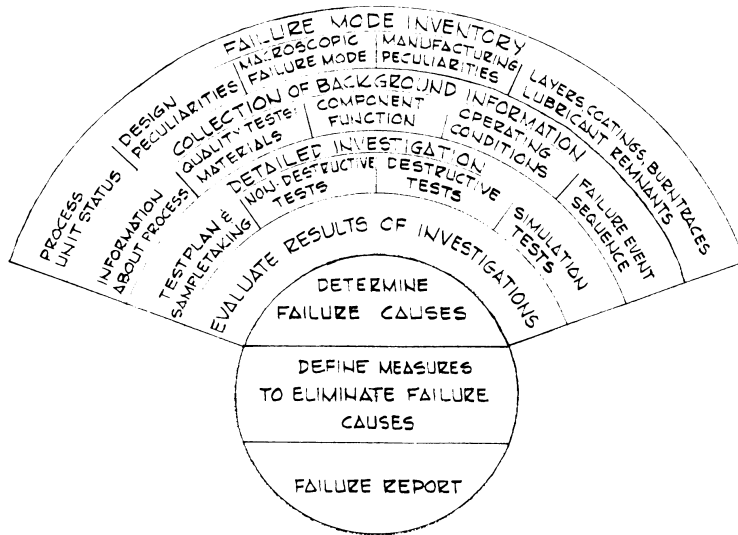 FAILURE MODE INVENTORY
PROCESS
UNIT STATUS
DESIGN
PECULIARITIES
MACROSCOPIC
FAILURE MODE
MANUFACTURING
PECULIARITIES
LAYERS, COATINGS, BURNTRACES
LUBRICANT REMNANTS
COLLECTION OF BACKGROUND INFORMATION
INFORMATION
ABOUT PROCESS
QUALITY TESTS:
MATERIALS
COMPONENT
FUNCTION
OPERATING
CONDITIONS
FAILURE EVENT
SEQUENCE
DETAILED INVESTIGATION
TESTPLAN &
SAMPLETAKING
NON-DESTRUCTIVE
TESTS
DESTRUCTIVE
TESTS
SIMULATION
TESTS
EVALUATE RESULTS OF INVESTIGATIONS
DETERMINE
FAILURE CAUSES
DEFINE MEASURES
TO ELIMINATE FAILURE
CAUSES
FAILURE REPORT